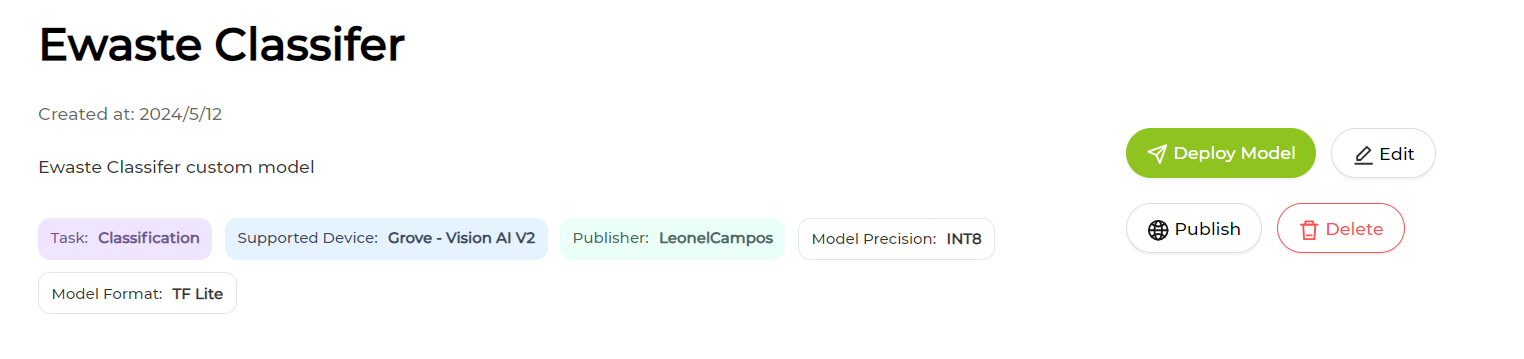 Ewaste Classifer
Created at: 2024/5/12
Ewaste Classifer custom model
Task: Classification
Supported Device: Grove - Vision AI V2
Publisher: LeonelCampos
Model Precision: INT8
Model Format: TF Lite
Deploy Model
Edit
Publish
Delete